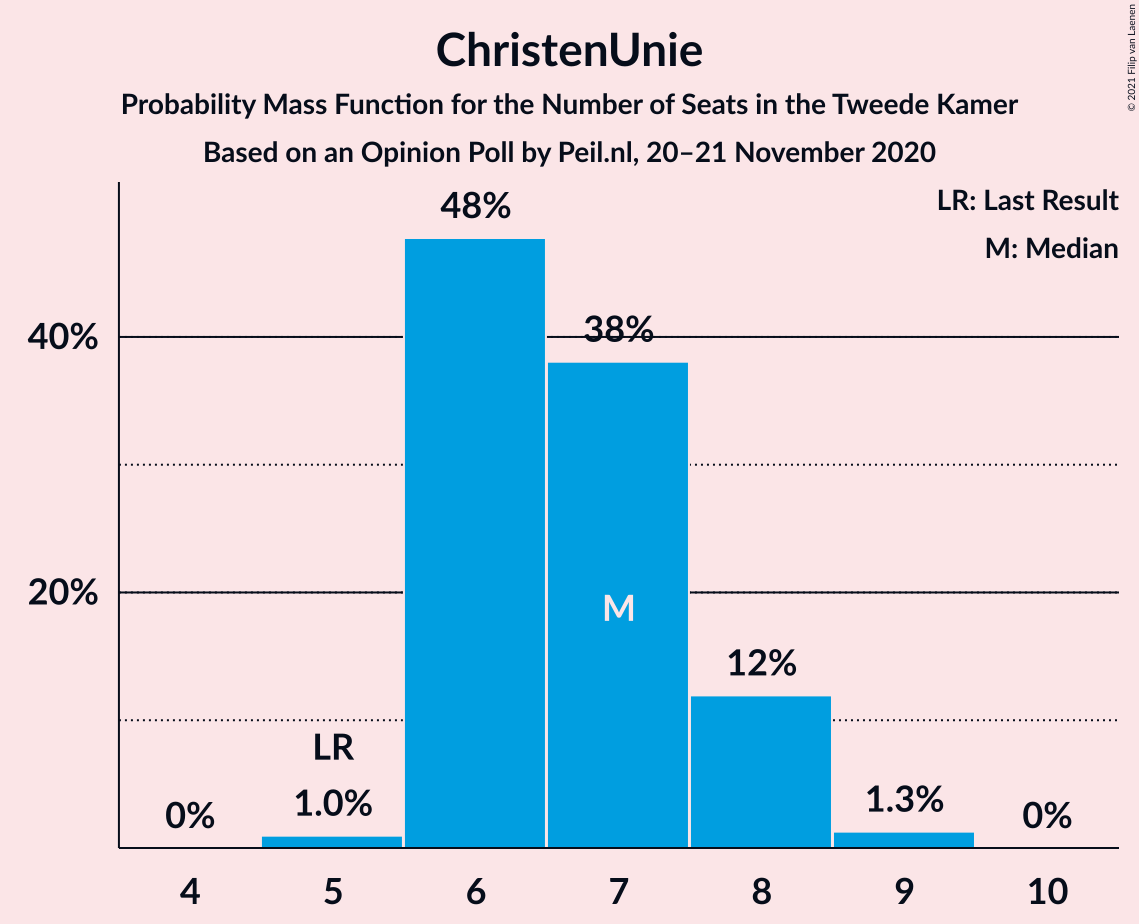 ChristenUnie
Probability Mass Function for the Number of Seats in the Tweede Kamer
Based on an Opinion Poll by Peil.nl, 20–21 November 2020
© 2021 Filip van Laenen
LR: Last Result
M: Median
48%
38%
40%
20%
M
12%
LR
0%
1.0%
1.3%
0%
4 5 6 7 8 9 10